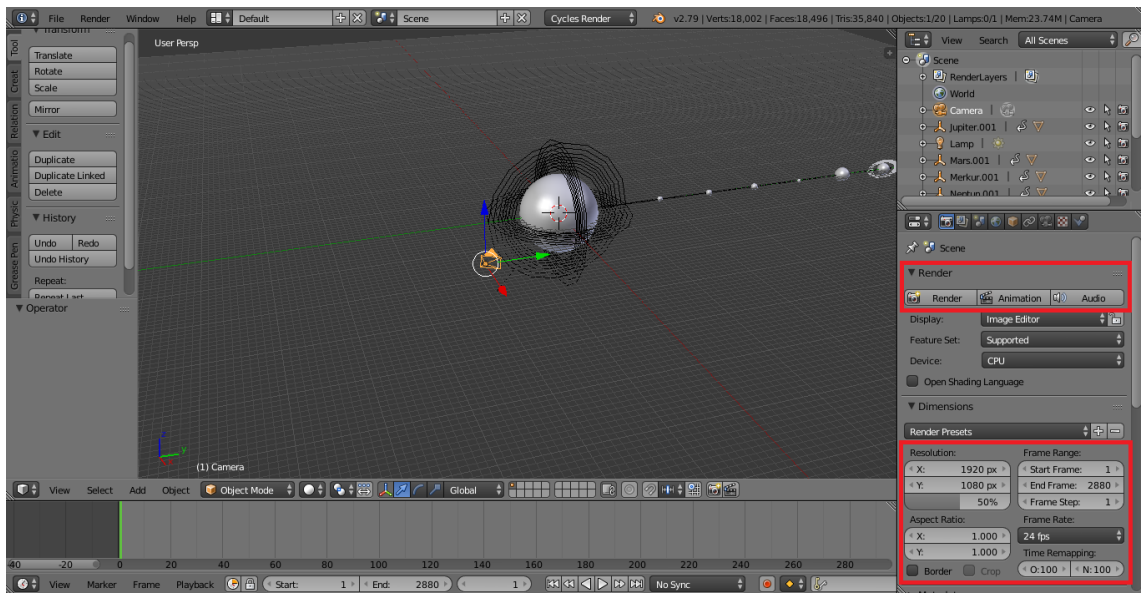 File Render Window Help Default Scene Cycles Render v2.79 | Verts:18,002 | Faces:18,496 | Tris:35,840 | Objects:1/20 | Lamps:0/1 | Mem:23.74M | Camera
Tool
Creat
Relation
Animatio
Physic
Grease Pen
Transform
Translate
Rotate
Scale
Mirror
Edit
Duplicate
Duplicate Linked
Delete
History
Undo Redo
Undo History
Repeat:
Repeat Last
Operator
User Persp
z
y
(1) Camera
View Select Add Object Object Mode Global
-40 -20 0 20 40 60 80 100 120 140 160 180 200 220 240 260 280
View Marker Frame Playback Start: 1 End: 2880 1 No Sync
View Search All Scenes
Scene
RenderLayers |
World
Camera |
Jupiter.001 |
Lamp |
Mars.001 |
Merkur.001 |
Neptun.001 |
Scene
Render
Render Animation Audio
Display: Image Editor
Feature Set: Supported
Device: CPU
Open Shading Language
Dimensions
Render Presets
Resolution: Frame Range:
X: 1920 px Start Frame: 1
Y: 1080 px End Frame: 2880
50% Frame Step: 1
Aspect Ratio: Frame Rate:
X: 1.000 24 fps
Y: 1.000 Time Remapping:
Border Crop O:100 N:100